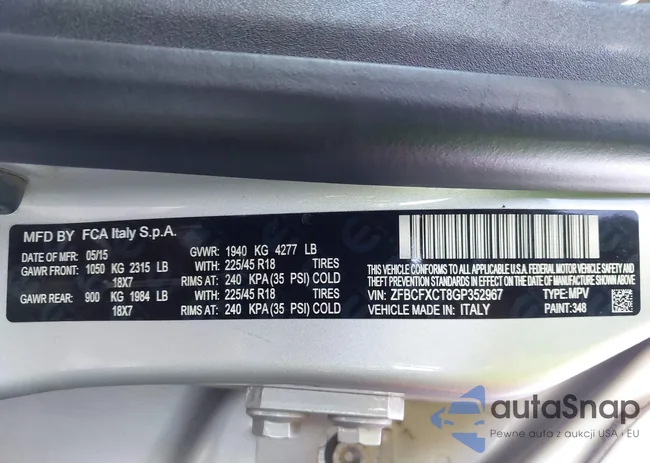 MFD BY FCA Italy S.p.A.
DATE OF MFR: 05/15 GVWR: 1940 KG 4277 LB
GAWR FRONT: 1050 KG 2315 LB WITH: 225/45 R18 TIRES
18X7 RIMS AT: 240 KPA (35 PSI) COLD
GAWR REAR: 900 KG 1984 LB WITH: 225/45 R18 TIRES
18X7 RIMS AT: 240 KPA (35 PSI) COLD
THIS VEHICLE CONFORMS TO ALL APPLICABLE U.S.A. FEDERAL MOTOR VEHICLE
SAFETY, BUMPER AND THEFT PREVENTION STANDARDS IN EFFECT ON THE DATE OF
MANUFACTURE SHOWN ABOVE.
VIN: ZFBCFXCT8GP352967 TYPE: MPV
VEHICLE MADE IN: ITALY PAINT: 348
autaSnap
Pewne auta z aukcji USA i EU